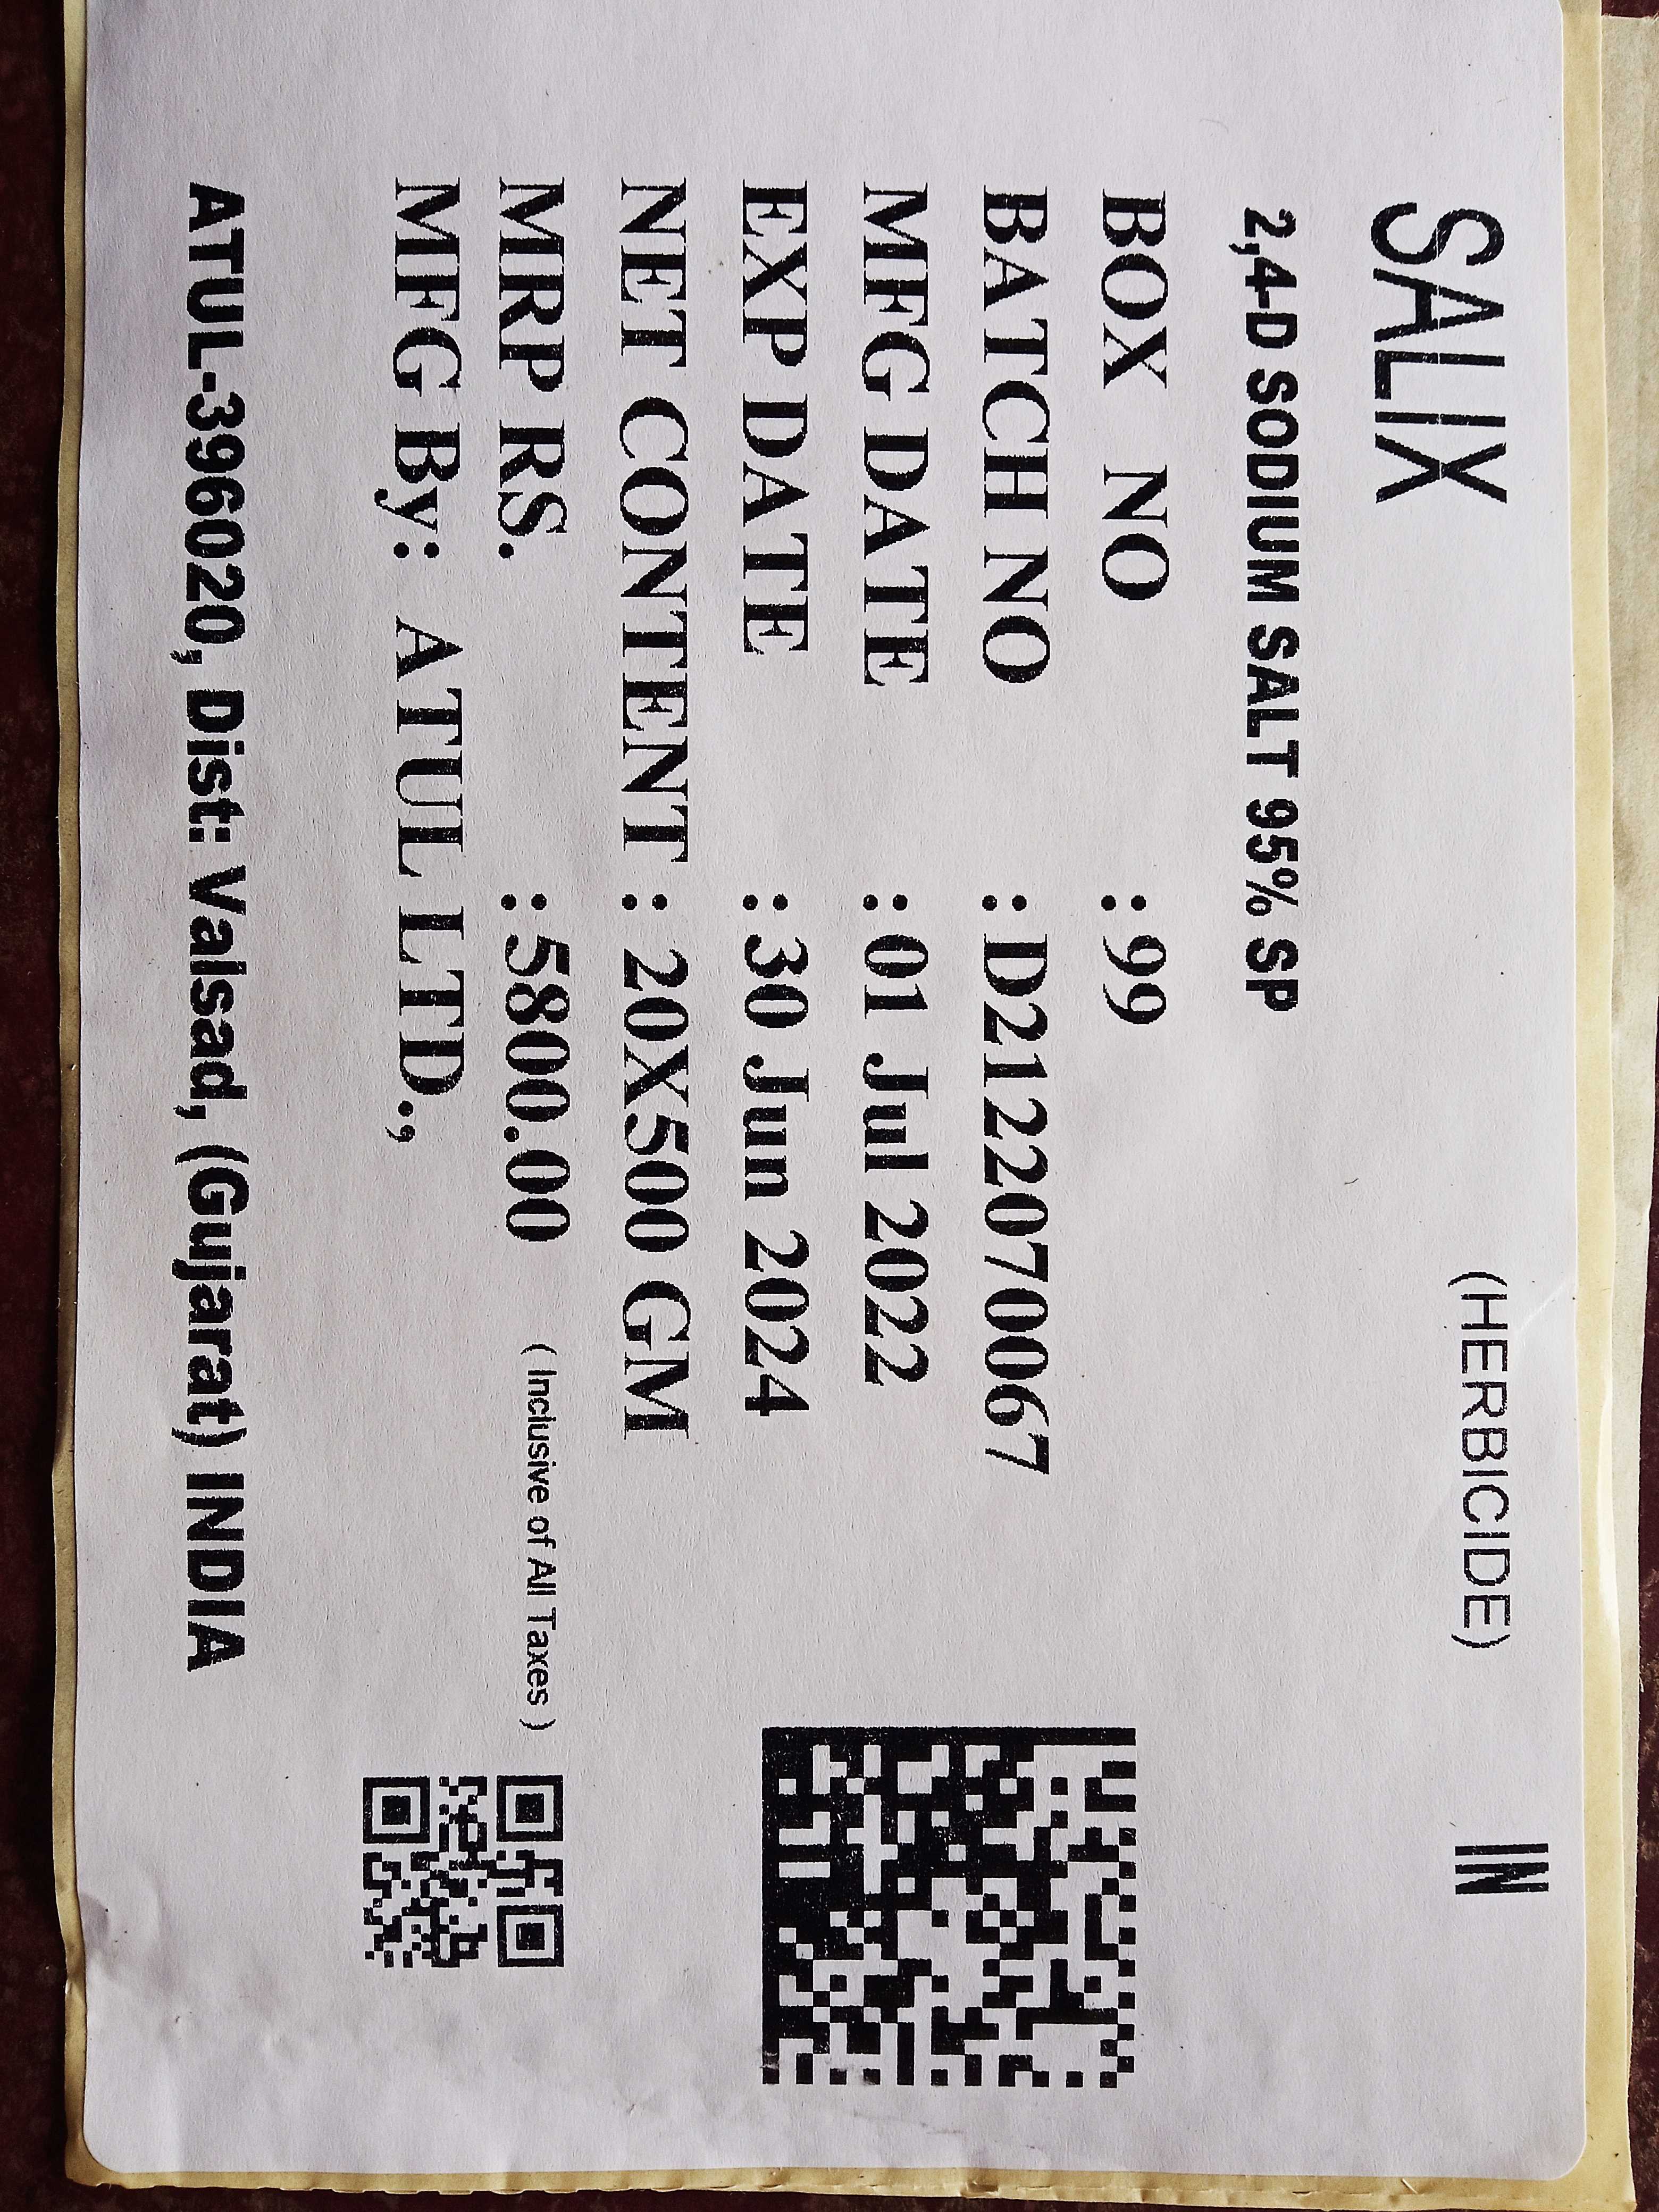 SALIX (HERBICIDE) IN
2,4-D SODIUM SALT 95% SP
BOX NO : 99
BATCH NO : D2122070067
MFG DATE : 01 Jul 2022
EXP DATE : 30 Jun 2024
NET CONTENT : 20X500 GM
MRP RS. : 5800.00 ( Inclusive of All Taxes )
MFG By: ATUL LTD.,
ATUL-396020, Dist: Valsad, (Gujarat) INDIA